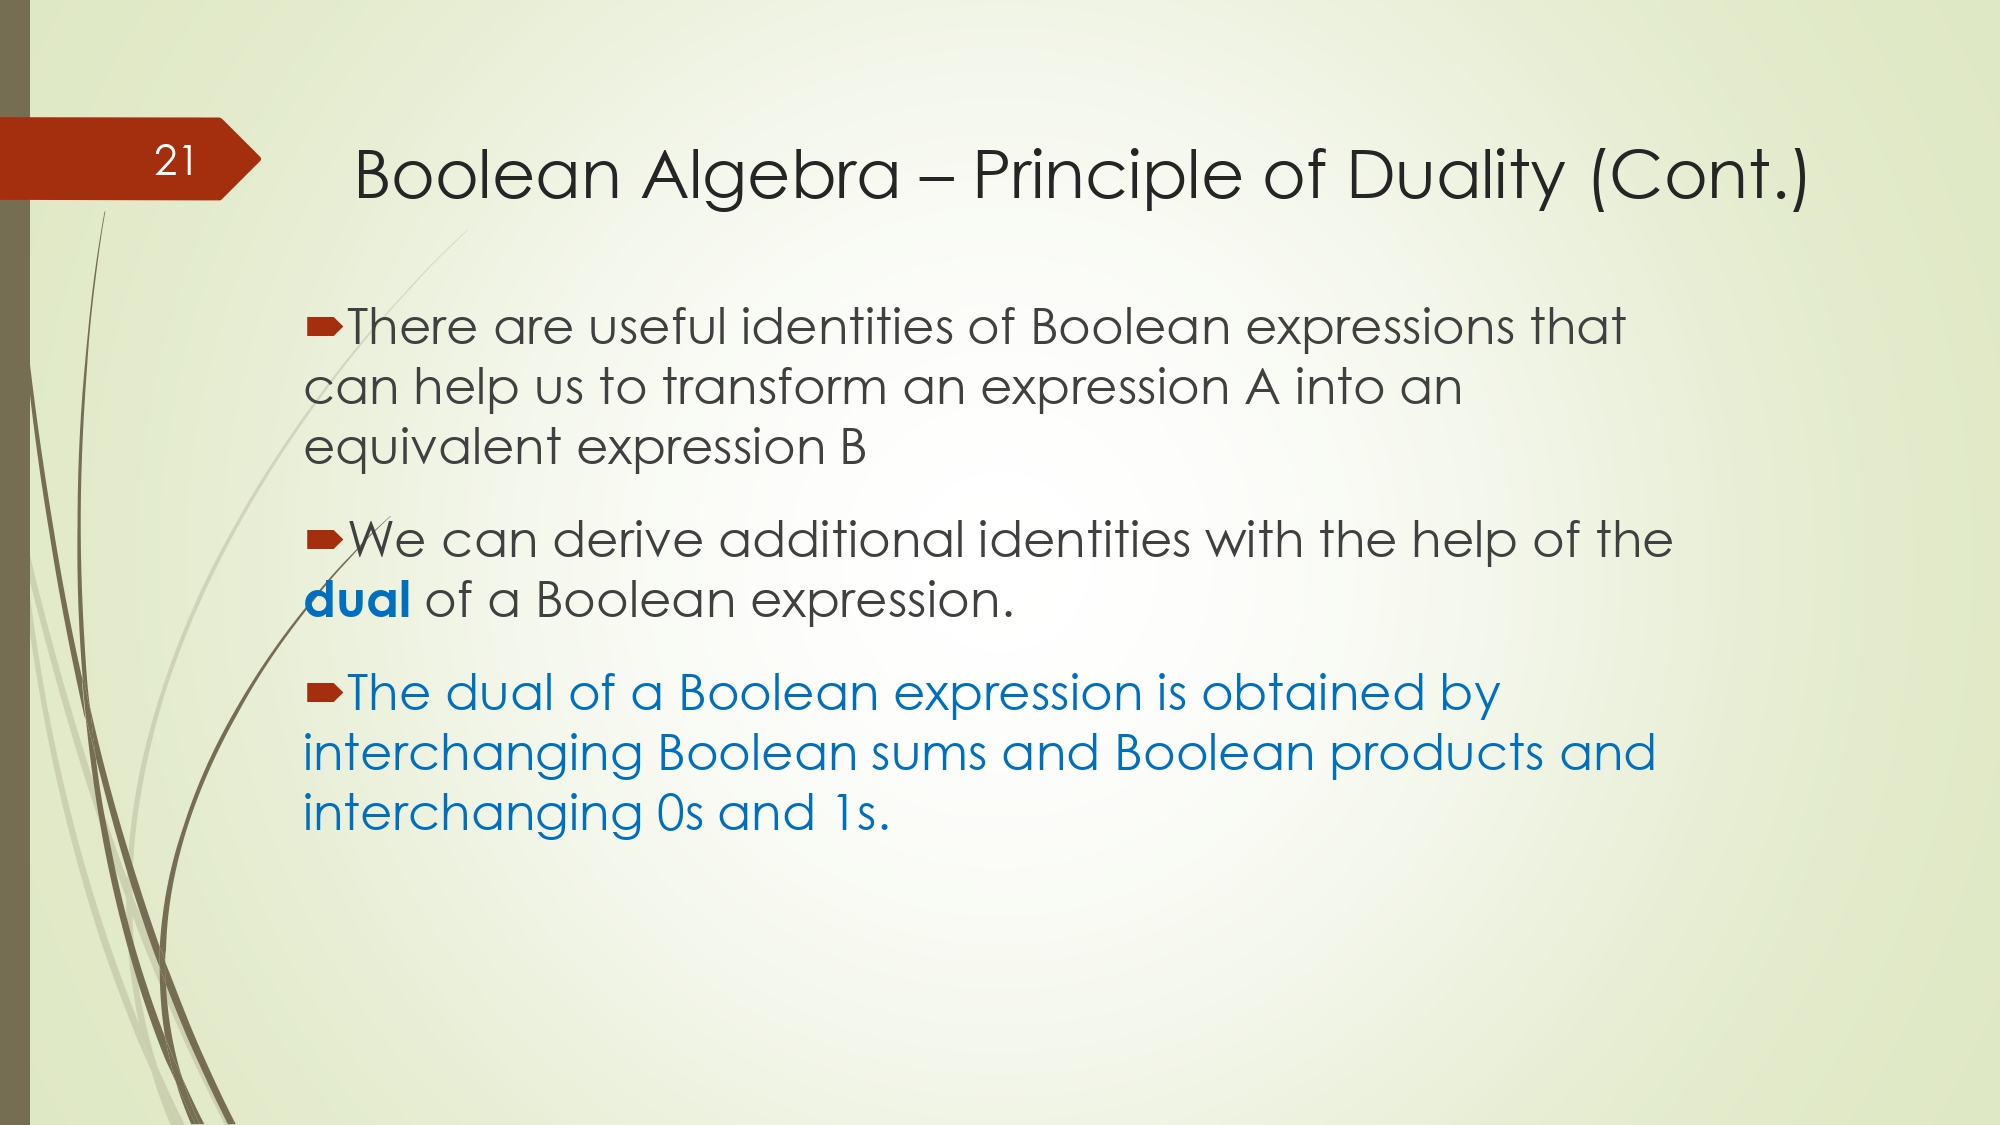 21
Boolean Algebra – Principle of Duality (Cont.)
There are useful identities of Boolean expressions that
can help us to transform an expression A into an
equivalent expression B
We can derive additional identities with the help of the
dual of a Boolean expression.
The dual of a Boolean expression is obtained by
interchanging Boolean sums and Boolean products and
interchanging 0s and 1s.